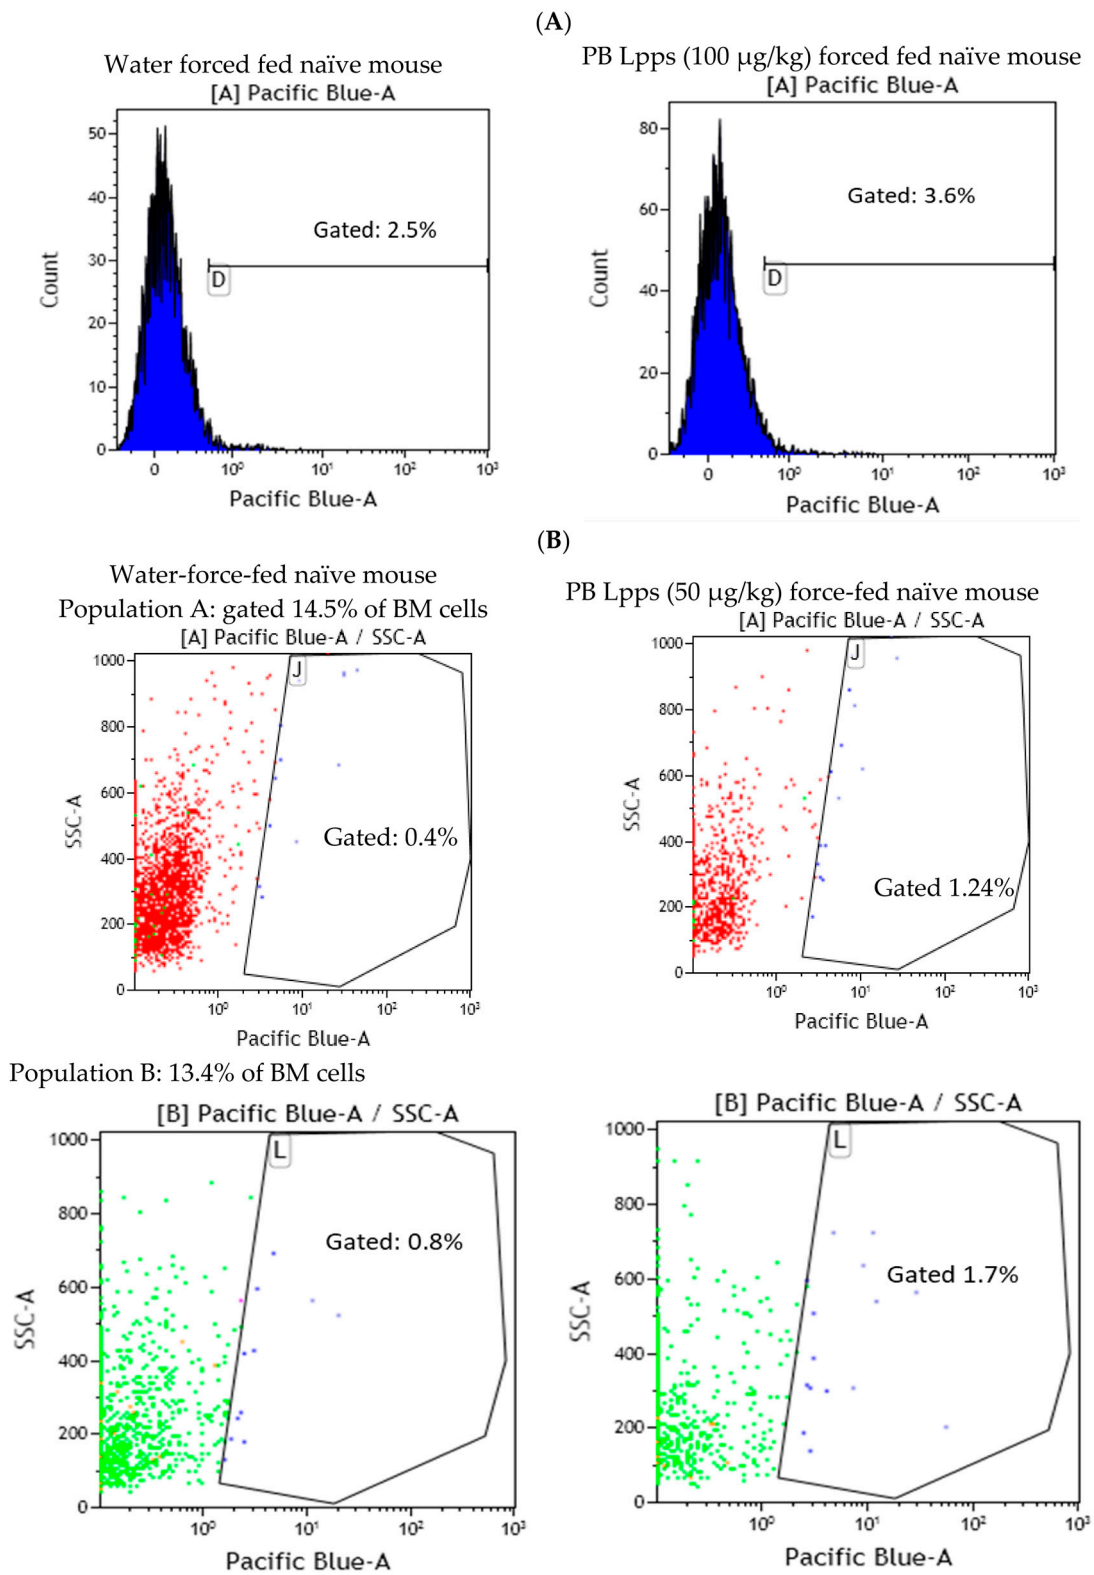 (A)
Water forced fed naïve mouse
[A] Pacific Blue-A
50
40
30
20
10
0
Count
Gated: 2.5%
D
0 10⁰ 10¹ 10² 10³
Pacific Blue-A
PB Lpps (100 µg/kg) forced fed naïve mouse
[A] Pacific Blue-A
80
60
40
20
0
Count
Gated: 3.6%
D
0 10⁰ 10¹ 10² 10³
Pacific Blue-A
(B)
Water-force-fed naïve mouse
Population A: gated 14.5% of BM cells
[A] Pacific Blue-A / SSC-A
1000
800
600
400
200
0
SSC-A
J
Gated: 0.4%
10⁰ 10¹ 10² 10³
Pacific Blue-A
PB Lpps (50 µg/kg) force-fed naïve mouse
[A] Pacific Blue-A / SSC-A
1000
800
600
400
200
0
SSC-A
J
Gated 1.24%
10⁰ 10¹ 10² 10³
Pacific Blue-A
Population B: 13.4% of BM cells
[B] Pacific Blue-A / SSC-A
1000
800
600
400
200
0
SSC-A
L
Gated: 0.8%
10⁰ 10¹ 10² 10³
Pacific Blue-A
[B] Pacific Blue-A / SSC-A
1000
800
600
400
200
0
SSC-A
L
Gated 1.7%
10⁰ 10¹ 10² 10³
Pacific Blue-A